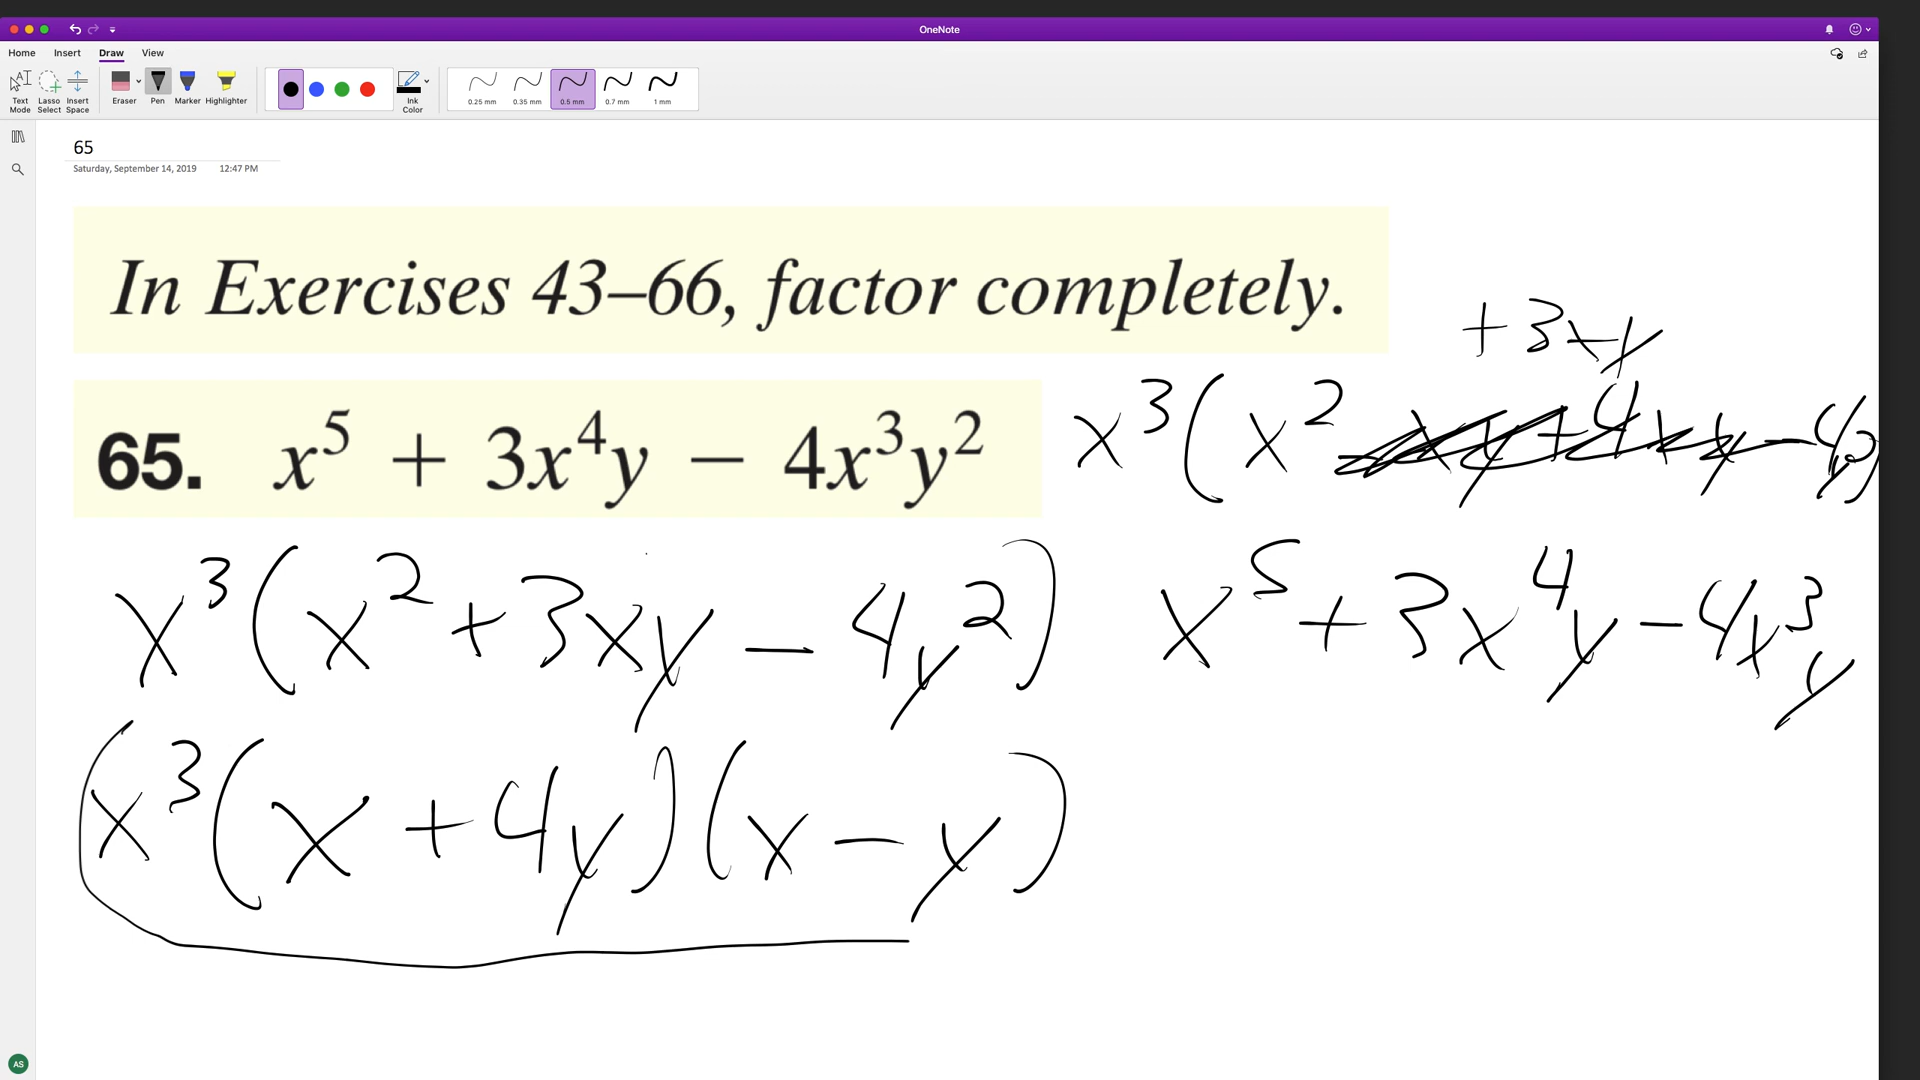 OneNote
Home Insert Draw View
Text Mode Lasso Select Insert Space Eraser Pen Marker Highlighter Ink Color 0.25 mm 0.35 mm 0.5 mm 0.7 mm 1 mm
65
Saturday, September 14, 2019 12:47 PM
In Exercises 43–66, factor completely.
+3xy
65. x⁵ + 3x⁴y − 4x³y²
x³(x² -xy +4xy -4y²)
x³(x² +3xy − 4y²)
x⁵ + 3x⁴y − 4x³y
x³(x + 4y)(x − y)
AS